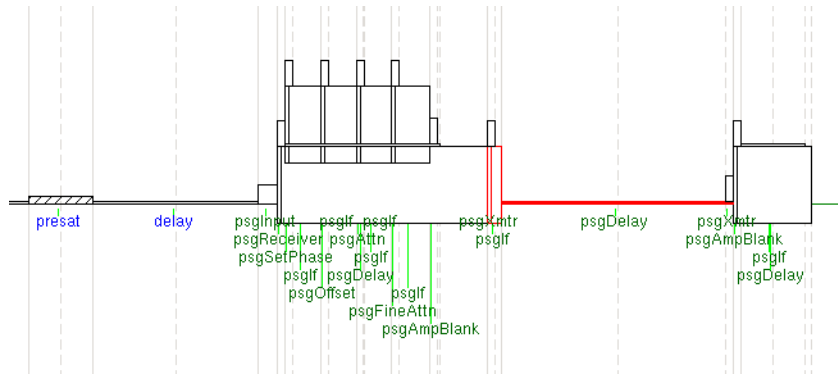 presat delay psgInput psgIf psgIf psgXmtr psgDelay psgXmtr
psgReceiver psgAttn psgIf psgAmpBlank
psgSetPhase psgIf psgIf
psgIf psgDelay psgDelay
psgOffset psgIf
psgFineAttn
psgAmpBlank